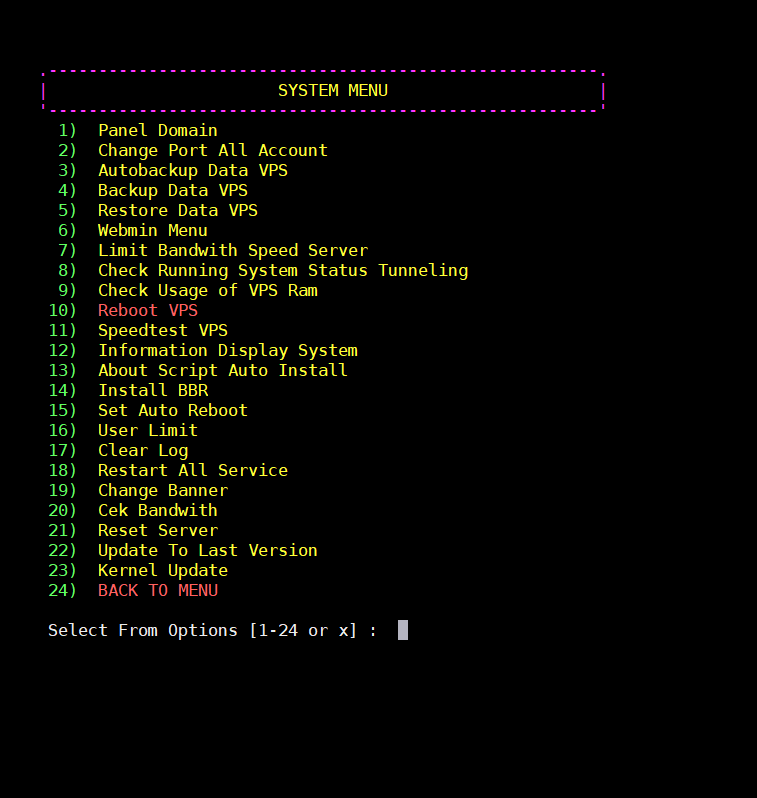 SYSTEM MENU
1) Panel Domain
2) Change Port All Account
3) Autobackup Data VPS
4) Backup Data VPS
5) Restore Data VPS
6) Webmin Menu
7) Limit Bandwith Speed Server
8) Check Running System Status Tunneling
9) Check Usage of VPS Ram
10) Reboot VPS
11) Speedtest VPS
12) Information Display System
13) About Script Auto Install
14) Install BBR
15) Set Auto Reboot
16) User Limit
17) Clear Log
18) Restart All Service
19) Change Banner
20) Cek Bandwith
21) Reset Server
22) Update To Last Version
23) Kernel Update
24) BACK TO MENU
Select From Options [1-24 or x] :